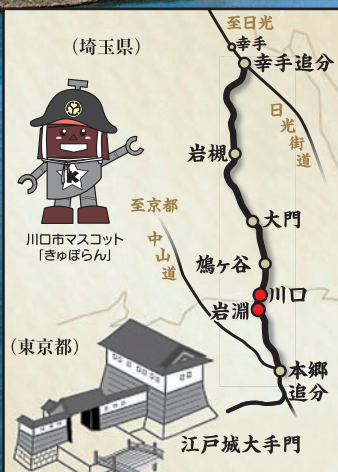 至日光
(埼玉県)
幸手
幸手追分
日光街道
岩槻
至京都
大門
川口市マスコット
「きゅぽらん」
中山道
鳩ヶ谷
川口
岩淵
(東京都)
本郷
追分
江戸城大手門